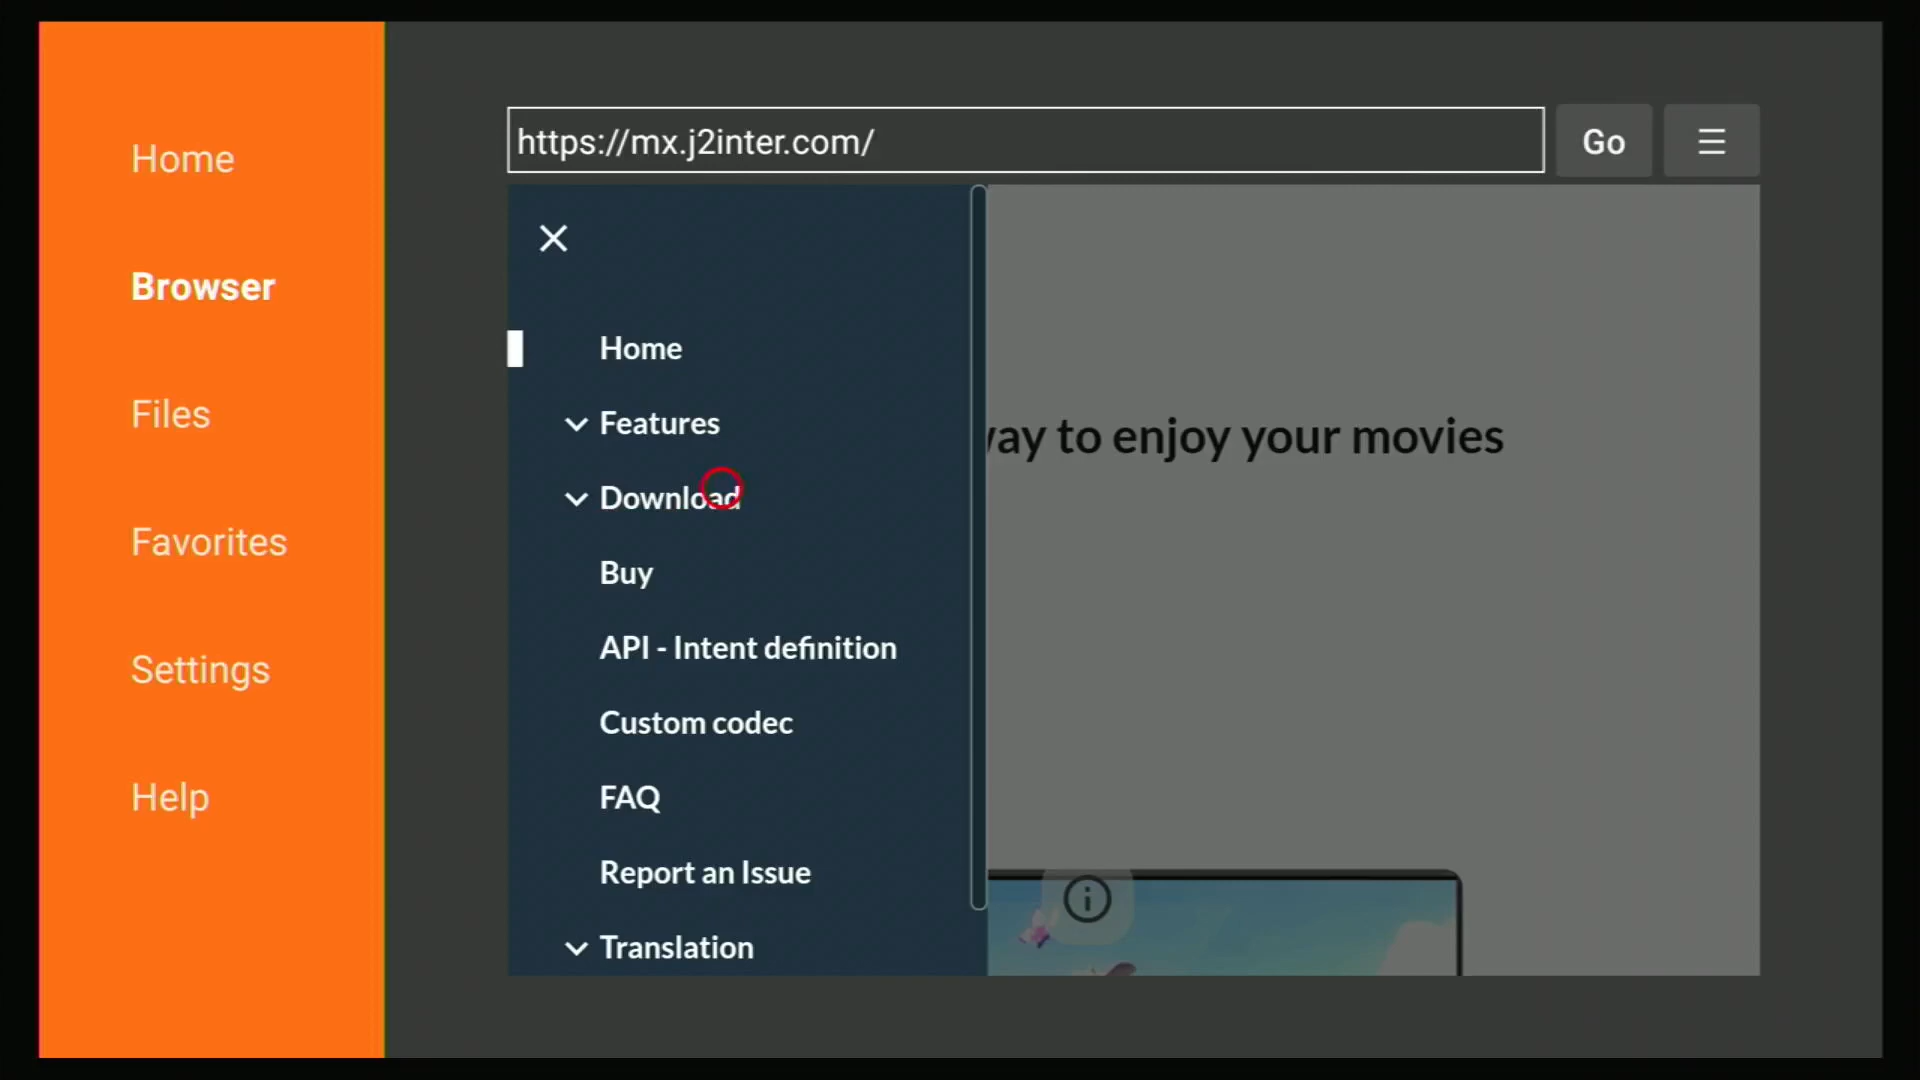 Home
Browser
Files
Favorites
Settings
Help
https://mx.j2inter.com/
Go
Home
Features
Download
Buy
API - Intent definition
Custom codec
FAQ
Report an Issue
Translation
way to enjoy your movies